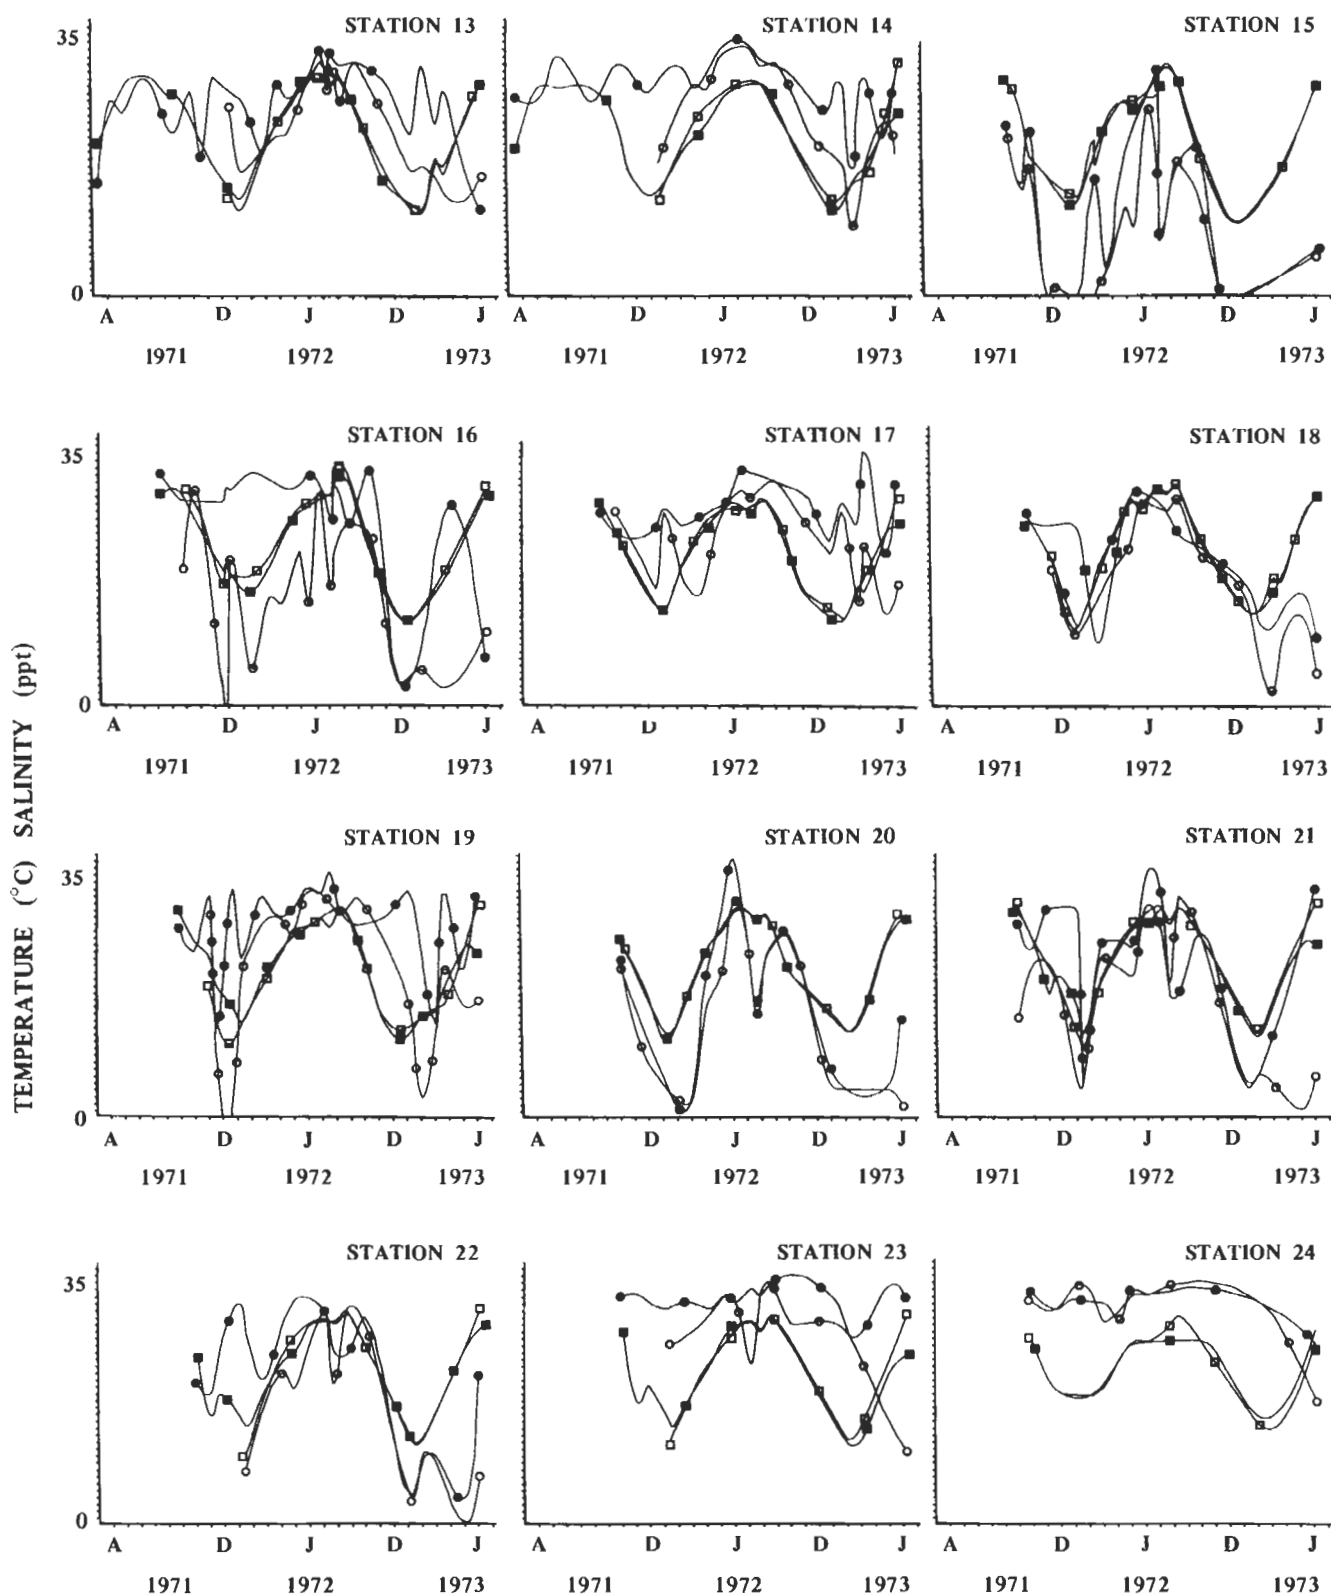 STATION 13 STATION 14 STATION 15
35
0
A D J D J A D J D J A D J D J
1971 1972 1973 1971 1972 1973 1971 1972 1973
STATION 16 STATION 17 STATION 18
35
0
A D J D J A D J D J A D J D J
1971 1972 1973 1971 1972 1973 1971 1972 1973
TEMPERATURE (°C) SALINITY (ppt)
STATION 19 STATION 20 STATION 21
35
0
A D J D J A D J D J A D J D J
1971 1972 1973 1971 1972 1973 1971 1972 1973
STATION 22 STATION 23 STATION 24
35
0
A D J D J A D J D J A D J D J
1971 1972 1973 1971 1972 1973 1971 1972 1973